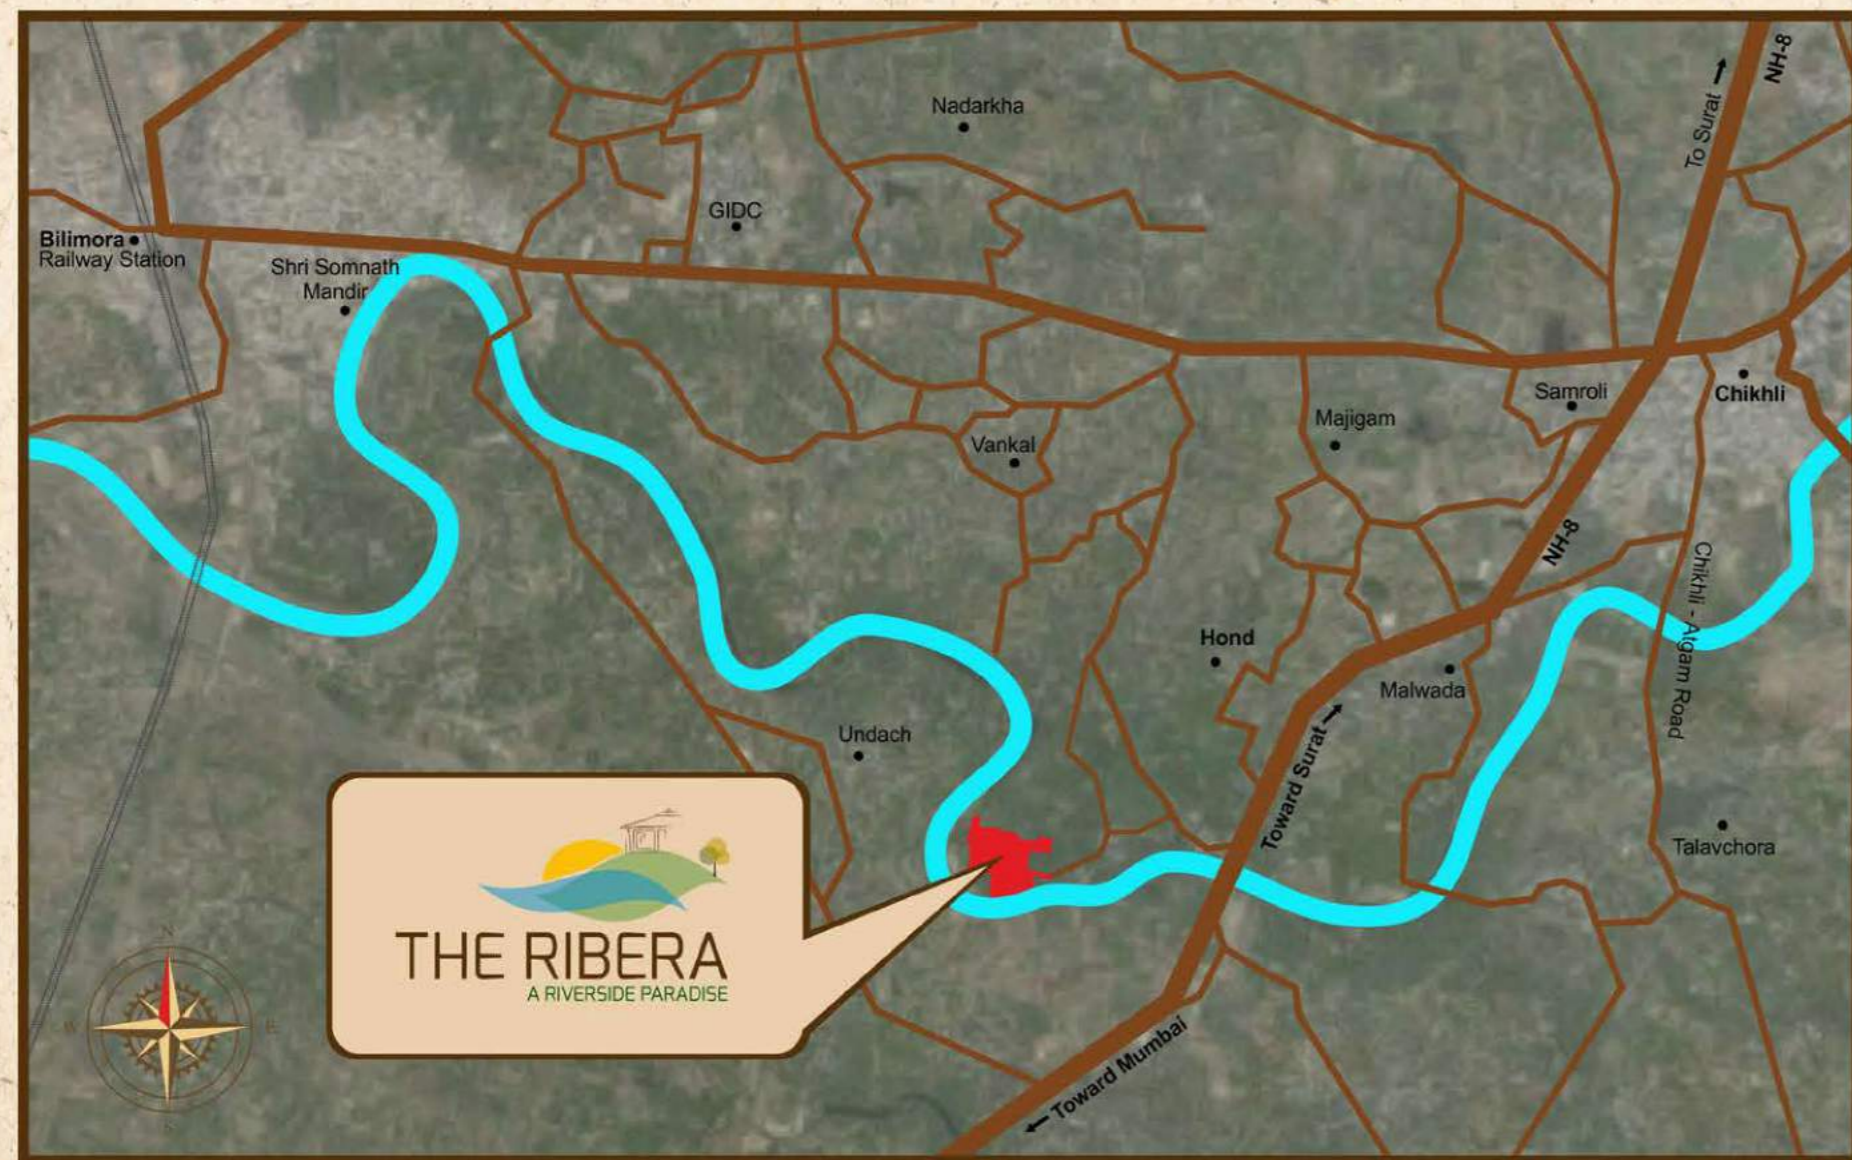 NH-8
To Surat
Nadarkha
GIDC
Bilimora
Railway Station
Shri Somnath
Mandir
Samroli
Chikhli
Majigam
Vankal
NH-8
Chikhli - Atgam Road
Hond
Malwada
Undach
Toward Surat
Talavchora
THE RIBERA
A RIVERSIDE PARADISE
N
W
E
S
Toward Mumbai